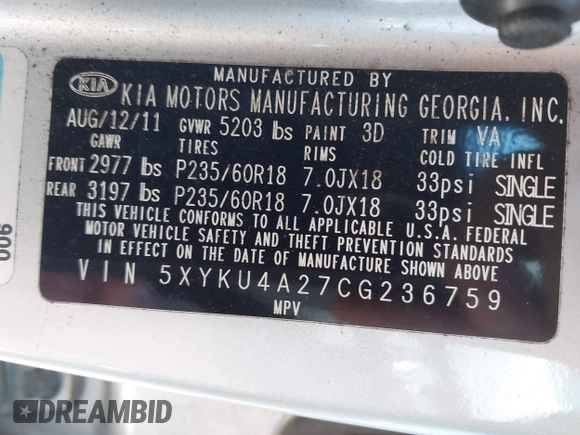 MANUFACTURED BY
KIA KIA MOTORS MANUFACTURING GEORGIA, INC.
AUG/12/11 GVWR 5203 lbs PAINT 3D TRIM VA
GAWR TIRES RIMS COLD TIRE INFL
FRONT 2977 lbs P235/60R18 7.0JX18 33psi SINGLE
REAR 3197 lbs P235/60R18 7.0JX18 33psi SINGLE
THIS VEHICLE CONFORMS TO ALL APPLICABLE U.S.A. FEDERAL
MOTOR VEHICLE SAFETY AND THEFT PREVENTION STANDARDS
IN EFFECT ON THE DATE OF MANUFACTURE SHOWN ABOVE
VIN 5XYKU4A27CG236759
MPV
006
DREAMBID